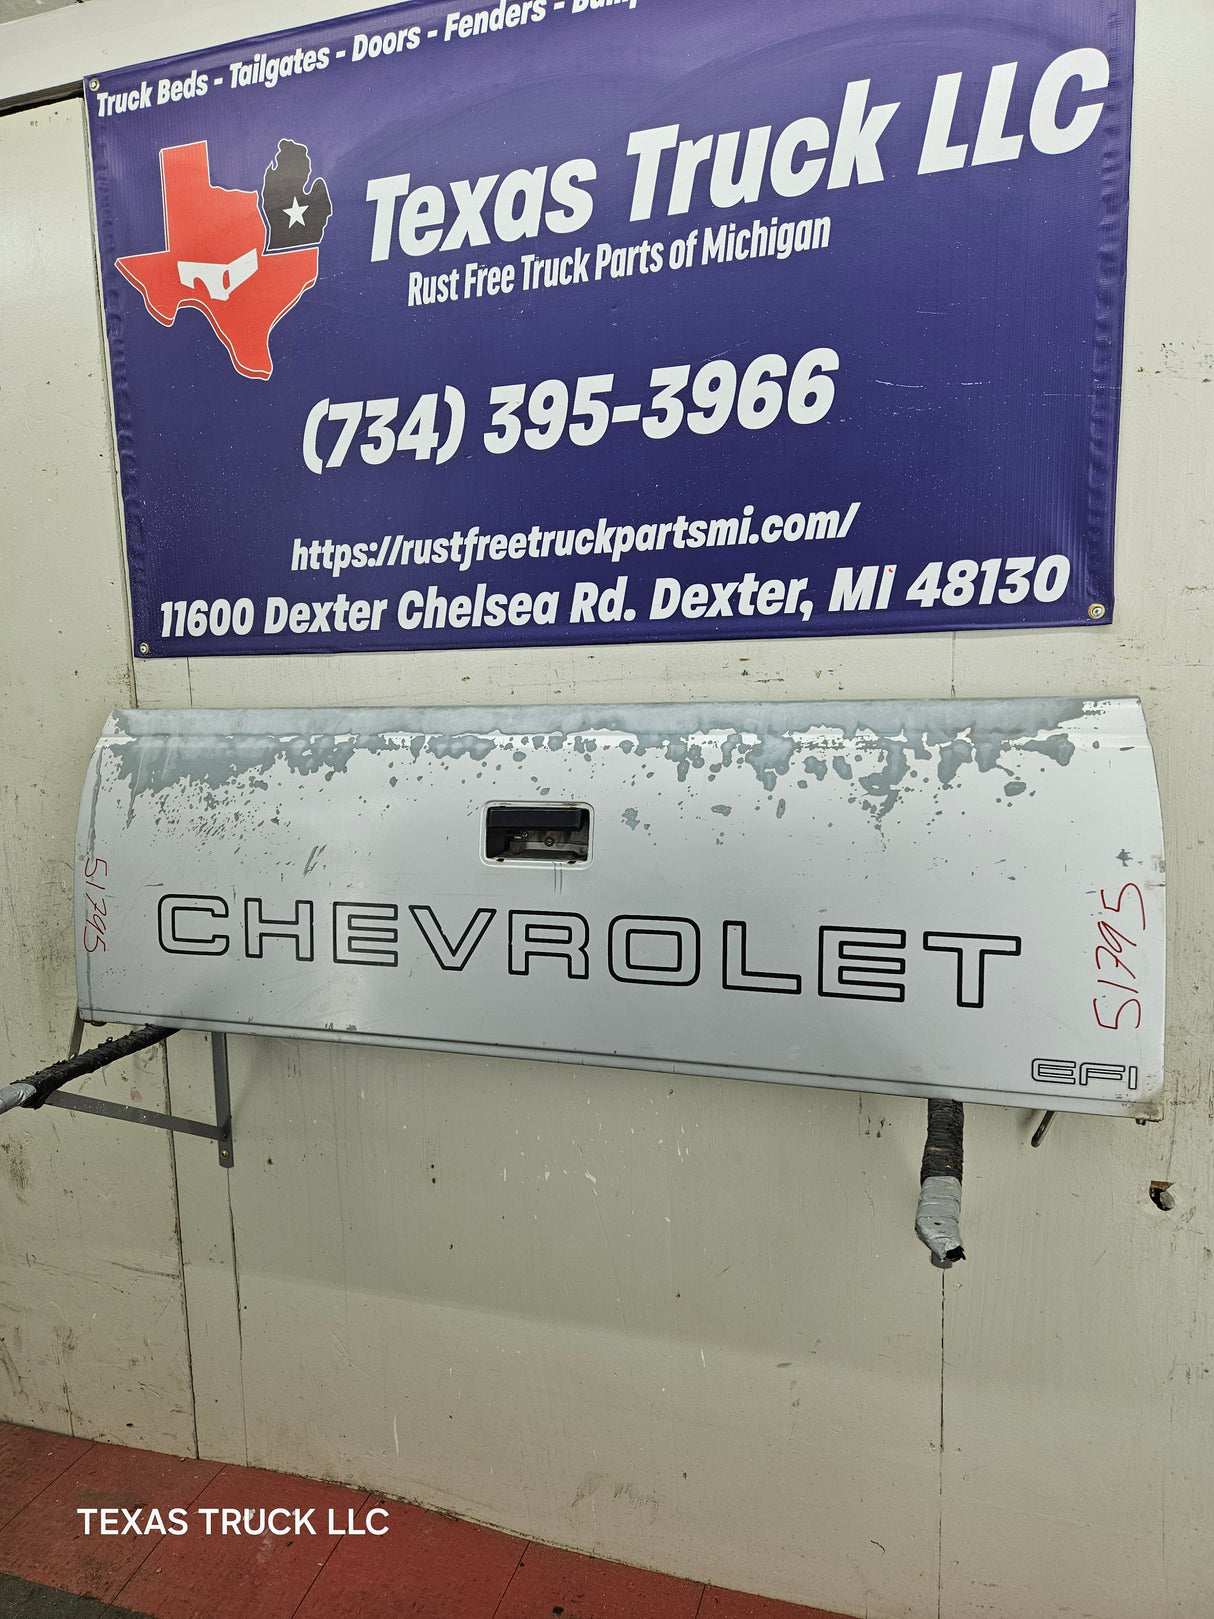 Truck Beds - Tailgates - Doors - Fenders -
Texas Truck LLC
Rust Free Truck Parts of Michigan
(734) 395-3966
https://rustfreetruckpartsmi.com/
11600 Dexter Chelsea Rd. Dexter, MI 48130
51795
CHEVROLET
51795
EFI
TEXAS TRUCK LLC